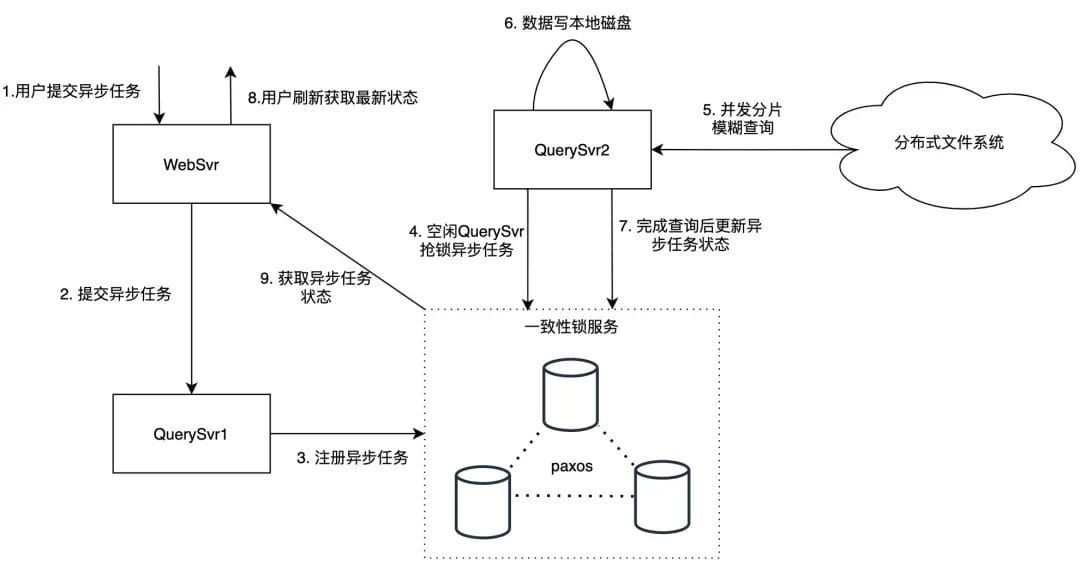 6. 数据写本地磁盘
1.用户提交异步任务
8.用户刷新获取最新状态
5. 并发分片
模糊查询
WebSvr
QuerySvr2
分布式文件系统
4. 空闲QuerySvr
抢锁异步任务
7. 完成查询后更新异
步任务状态
2. 提交异步任务
9. 获取异步任务
状态
一致性锁服务
QuerySvr1
3. 注册异步任务
paxos